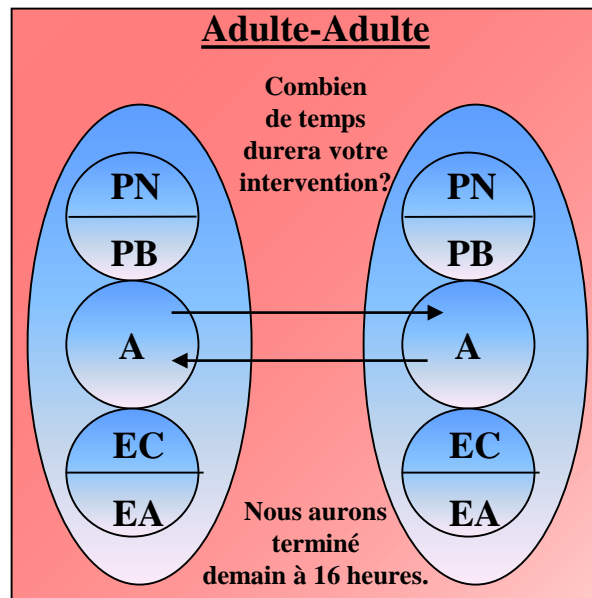 Adulte-Adulte
Combien
de temps
durera votre
intervention?
PN
PB
A
EC
EA
PN
PB
A
EC
EA
Nous aurons
terminé
demain à 16 heures.